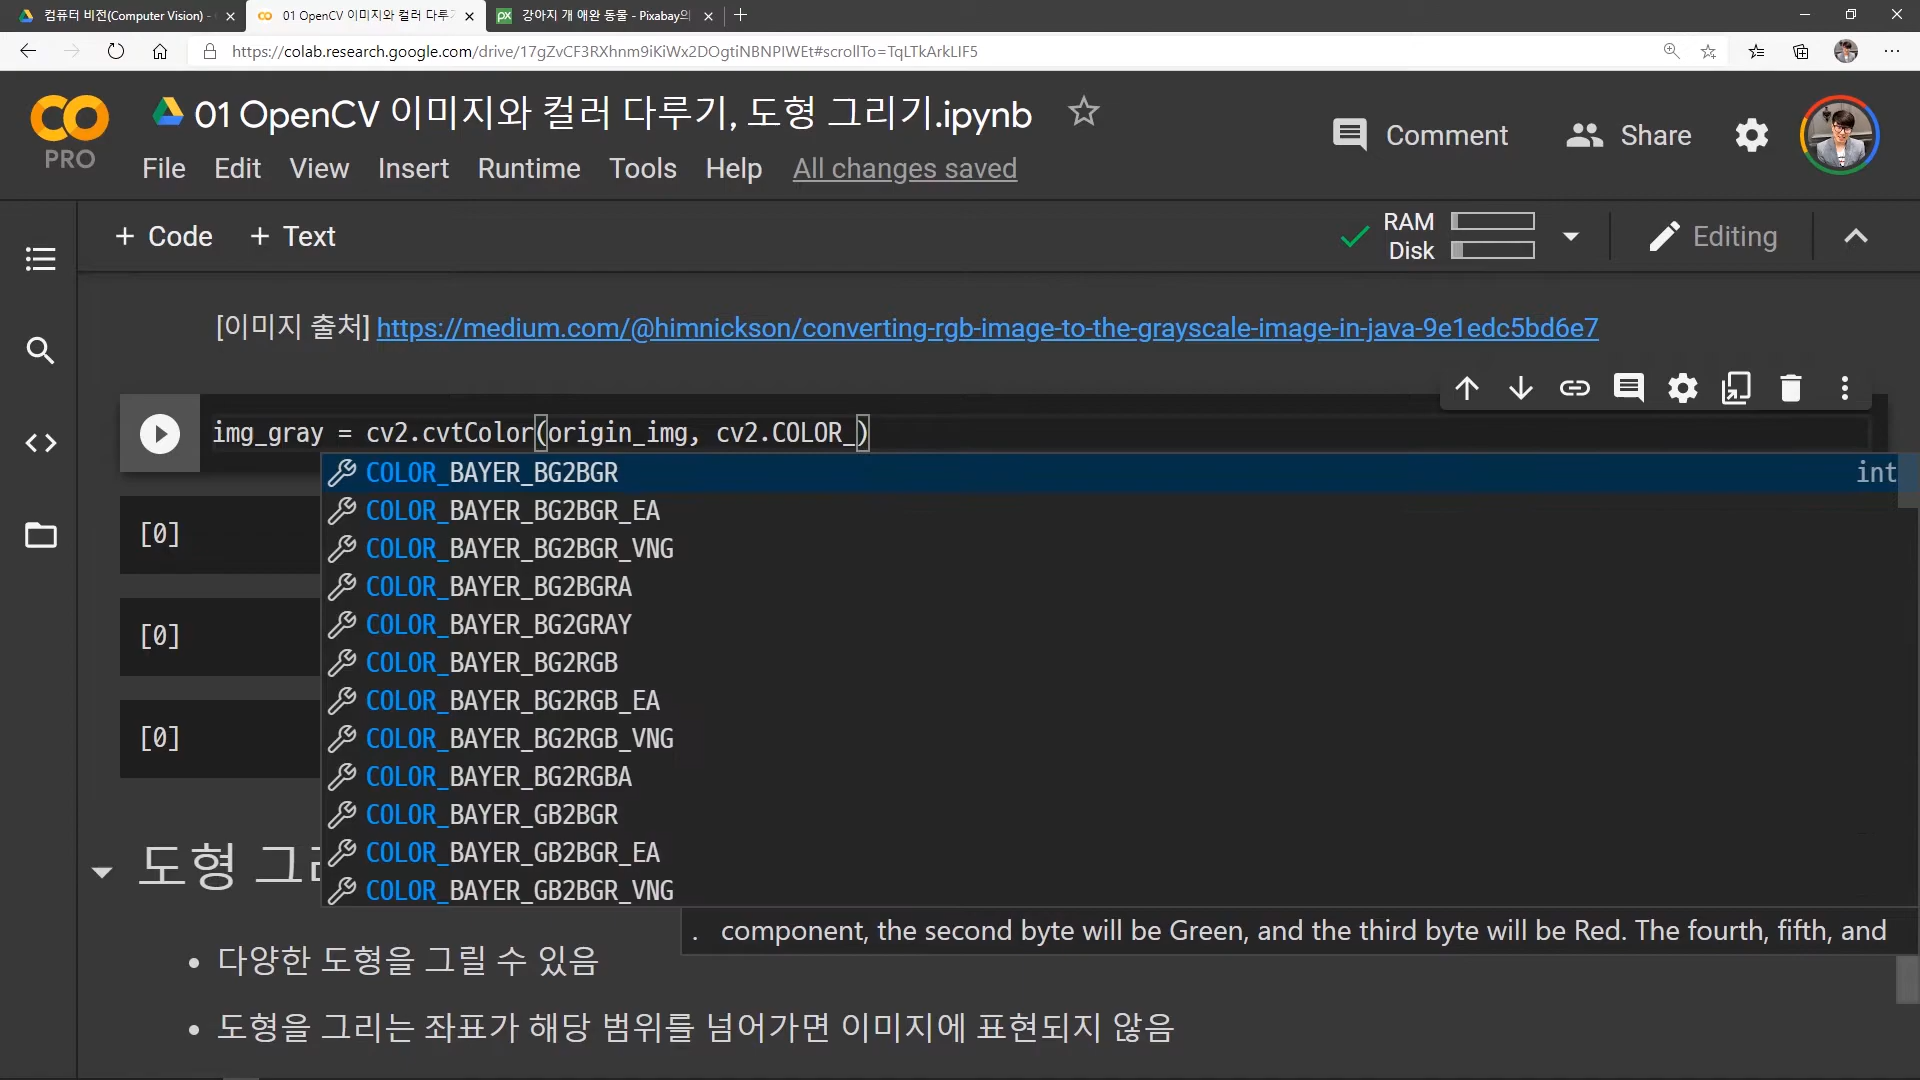 컴퓨터 비전(Computer Vision) -
01 OpenCV 이미지와 컬러 다루기
강아지 개 애완 동물 - Pixabay의
https://colab.research.google.com/drive/17gZvCF3RXhnm9iKiWx2DOgtiNBNPIWEt#scrollTo=TqLTkArkLIF5
PRO
01 OpenCV 이미지와 컬러 다루기, 도형 그리기.ipynb
Comment
Share
File Edit View Insert Runtime Tools Help All changes saved
+ Code + Text
RAM
Disk
Editing
[이미지 출처] https://medium.com/@himnickson/converting-rgb-image-to-the-grayscale-image-in-java-9e1edc5bd6e7
img_gray = cv2.cvtColor(origin_img, cv2.COLOR_)
COLOR_BAYER_BG2BGR int
COLOR_BAYER_BG2BGR_EA
COLOR_BAYER_BG2BGR_VNG
COLOR_BAYER_BG2BGRA
COLOR_BAYER_BG2GRAY
COLOR_BAYER_BG2RGB
COLOR_BAYER_BG2RGB_EA
COLOR_BAYER_BG2RGB_VNG
COLOR_BAYER_BG2RGBA
COLOR_BAYER_GB2BGR
COLOR_BAYER_GB2BGR_EA
COLOR_BAYER_GB2BGR_VNG
[0]
[0]
[0]
. component, the second byte will be Green, and the third byte will be Red. The fourth, fifth, and
도형
• 다양한 도형을 그릴 수 있음
• 도형을 그리는 좌표가 해당 범위를 넘어가면 이미지에 표현되지 않음